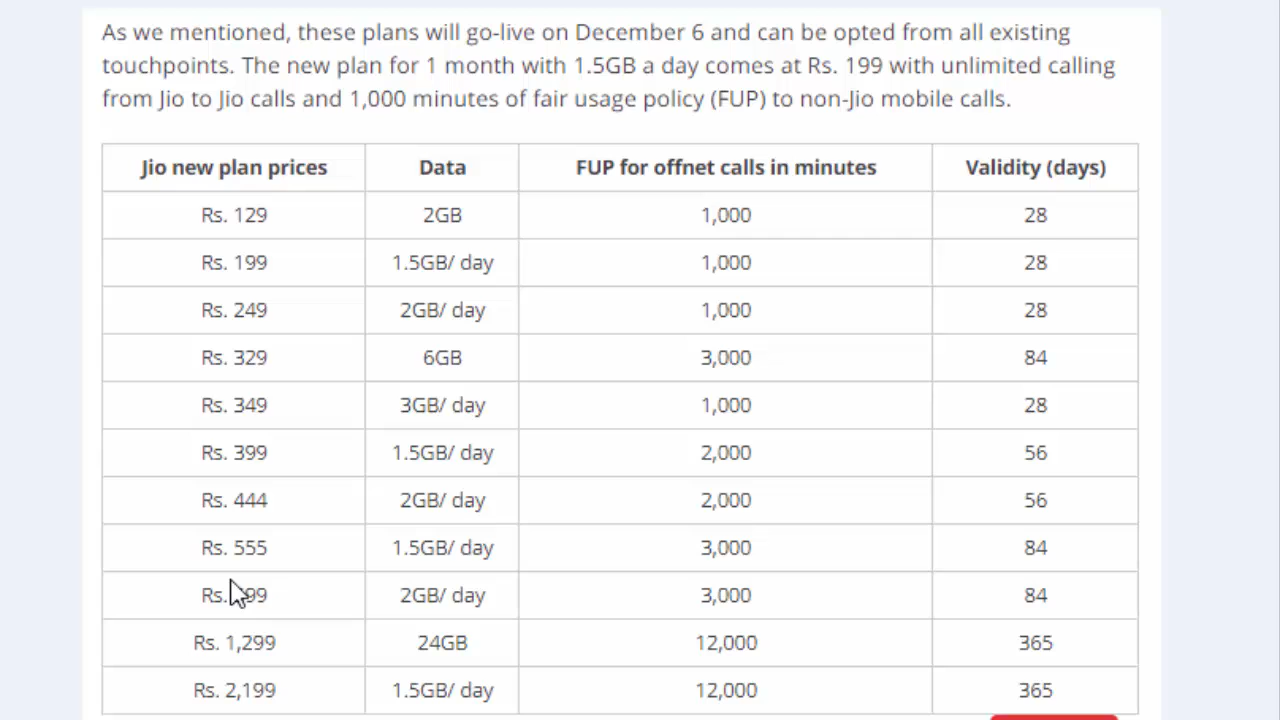 As we mentioned, these plans will go-live on December 6 and can be opted from all existing
touchpoints. The new plan for 1 month with 1.5GB a day comes at Rs. 199 with unlimited calling
from Jio to Jio calls and 1,000 minutes of fair usage policy (FUP) to non-Jio mobile calls.
Jio new plan prices Data FUP for offnet calls in minutes Validity (days)
Rs. 129 2GB 1,000 28
Rs. 199 1.5GB/ day 1,000 28
Rs. 249 2GB/ day 1,000 28
Rs. 329 6GB 3,000 84
Rs. 349 3GB/ day 1,000 28
Rs. 399 1.5GB/ day 2,000 56
Rs. 444 2GB/ day 2,000 56
Rs. 555 1.5GB/ day 3,000 84
Rs. 2GB/ day 3,000 84
Rs. 1,299 24GB 12,000 365
Rs. 2,199 1.5GB/ day 12,000 365